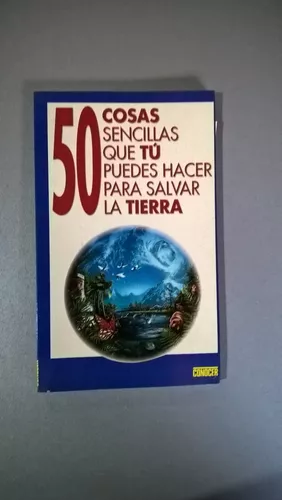 50 COSAS
SENCILLAS
QUE TÚ
PUEDES HACER
PARA SALVAR
LA TIERRA
CONOCER